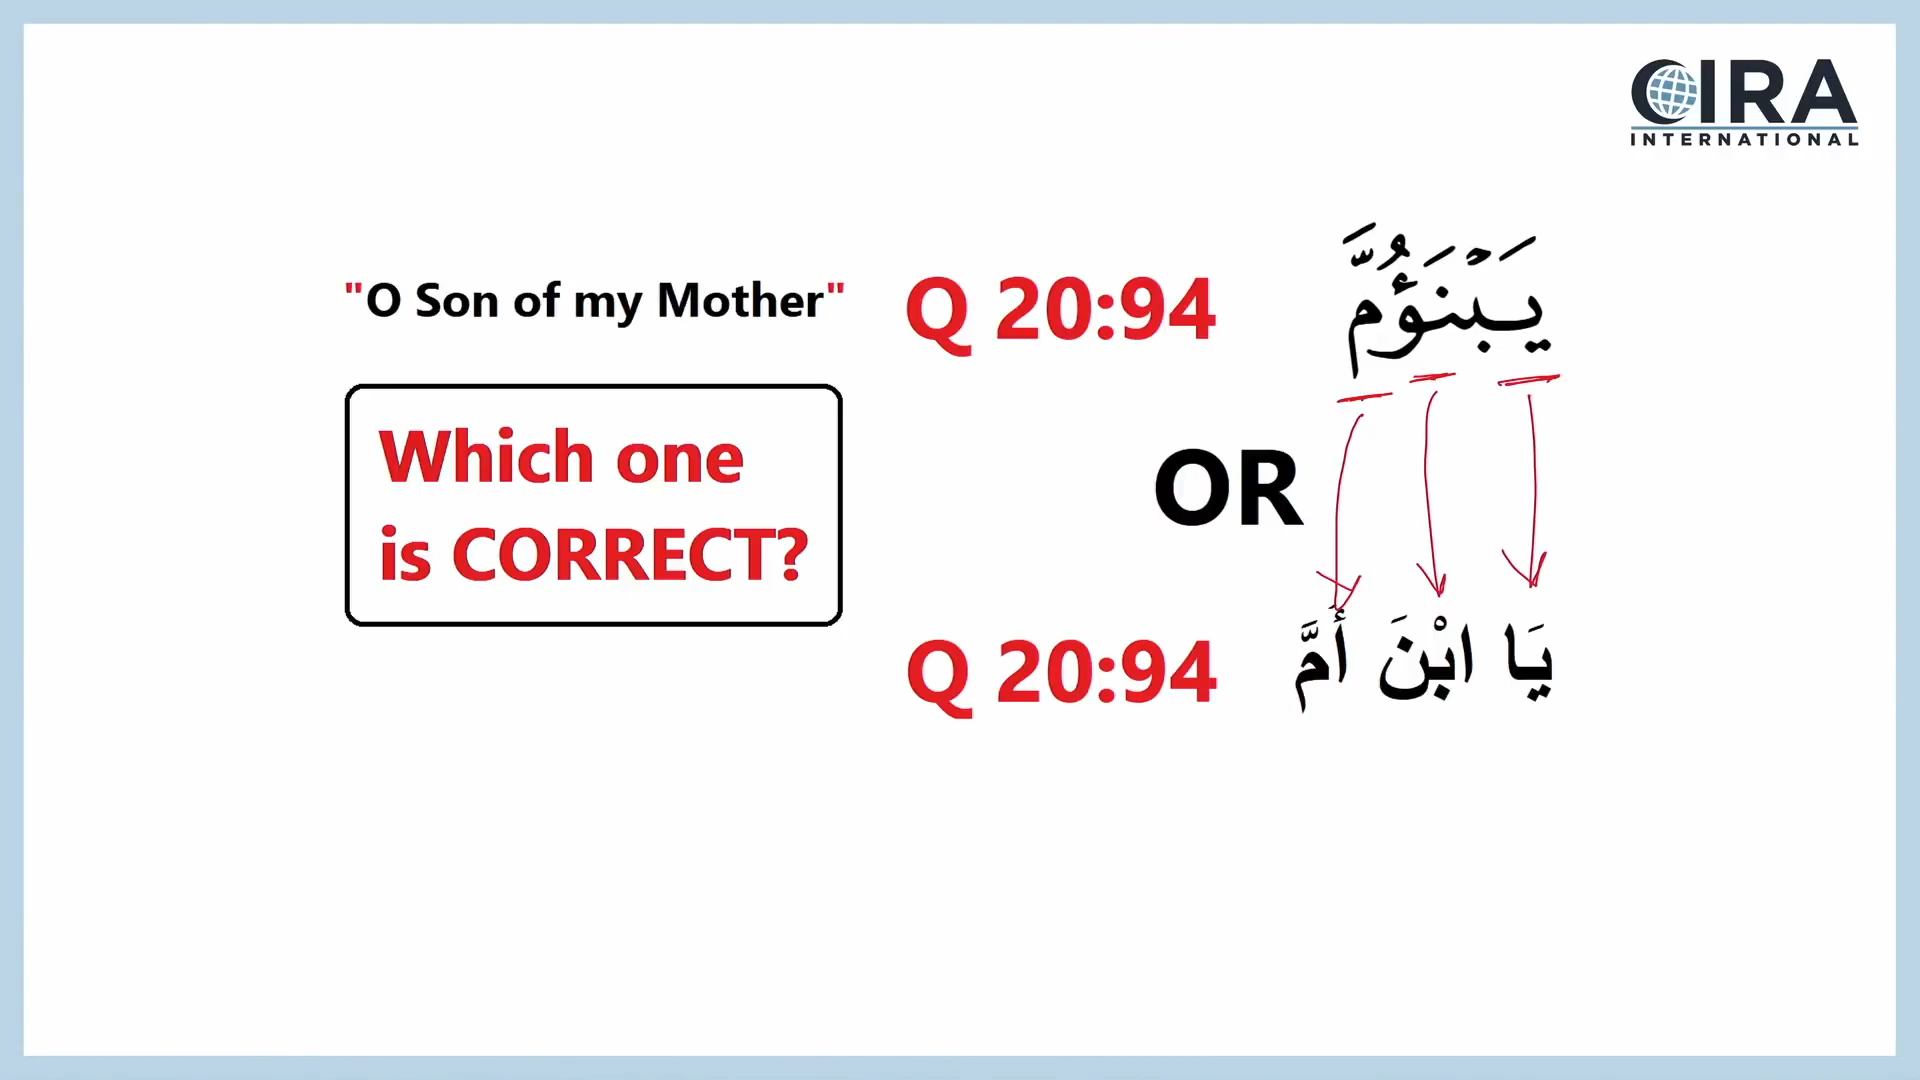 CIRA
INTERNATIONAL
"O Son of my Mother" Q 20:94 يَبْنَؤُمَّ
Which one
is CORRECT?
OR
Q 20:94 يَا ابْنَ أَمَّ